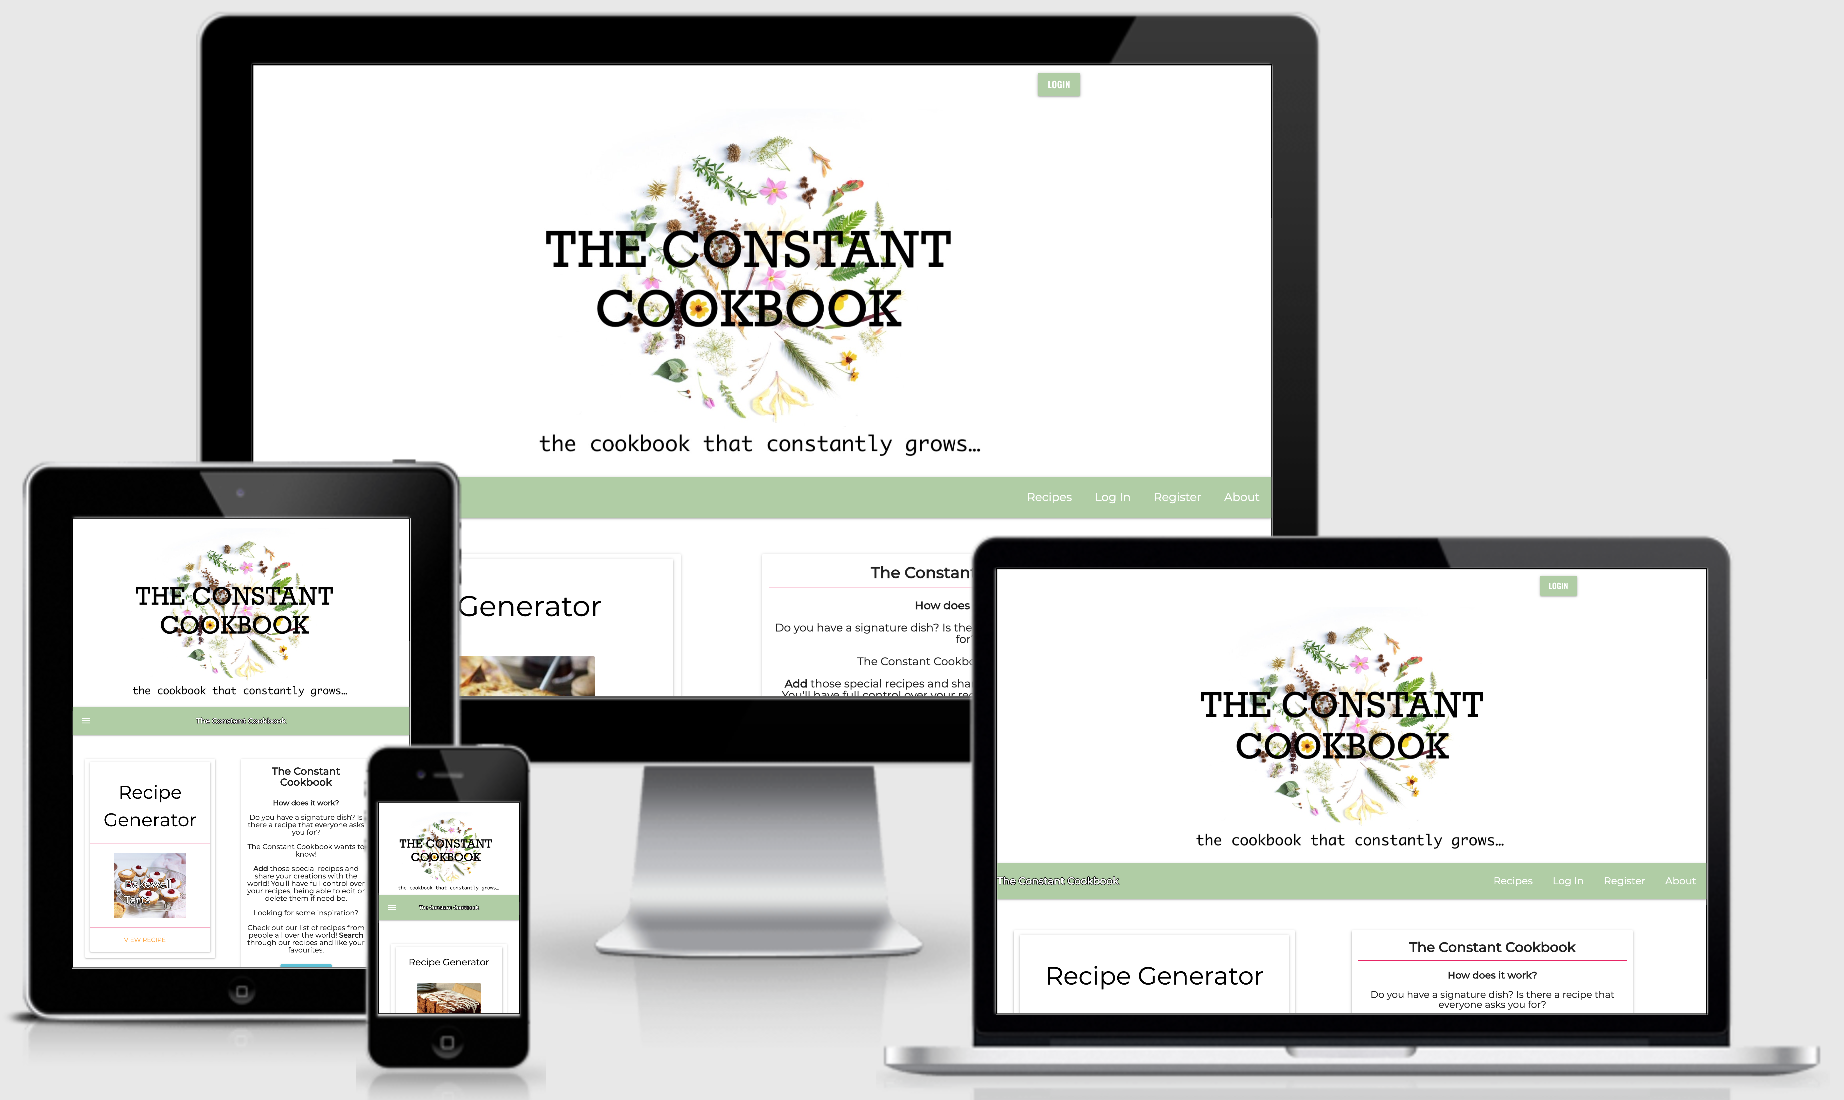 LOGIN
THE CONSTANT
COOKBOOK
the cookbook that constantly grows...
Recipes Log In Register About
Generator
The Constan
How does
Do you have a signature dish? Is the
for
The Constant Cookbo
Add those special recipes and shar
You'll have full control over your rec
THE CONSTANT
COOKBOOK
the cookbook that constantly grows...
The Constant Cookbook
Recipe
Generator
Bakewell
Tarts
VIEW RECIPE
The Constant
Cookbook
How does it work?
Do you have a signature dish? Is
there a recipe that everyone asks
you for?
The Constant Cookbook wants to
know!
Add those special recipes and
share your creations with the
world! You'll have full control over
your recipes, being able to edit or
delete them if need be.
Looking for some inspiration?
Check out our list of recipes from
people all over the world! Search
through our recipes and like your
favourites.
THE CONSTANT
COOKBOOK
the cookbook that constantly grows...
The Constant Cookbook
Recipe Generator
LOGIN
THE CONSTANT
COOKBOOK
the cookbook that constantly grows...
The Constant Cookbook Recipes Log In Register About
Recipe Generator
The Constant Cookbook
How does it work?
Do you have a signature dish? Is there a recipe that
everyone asks you for?